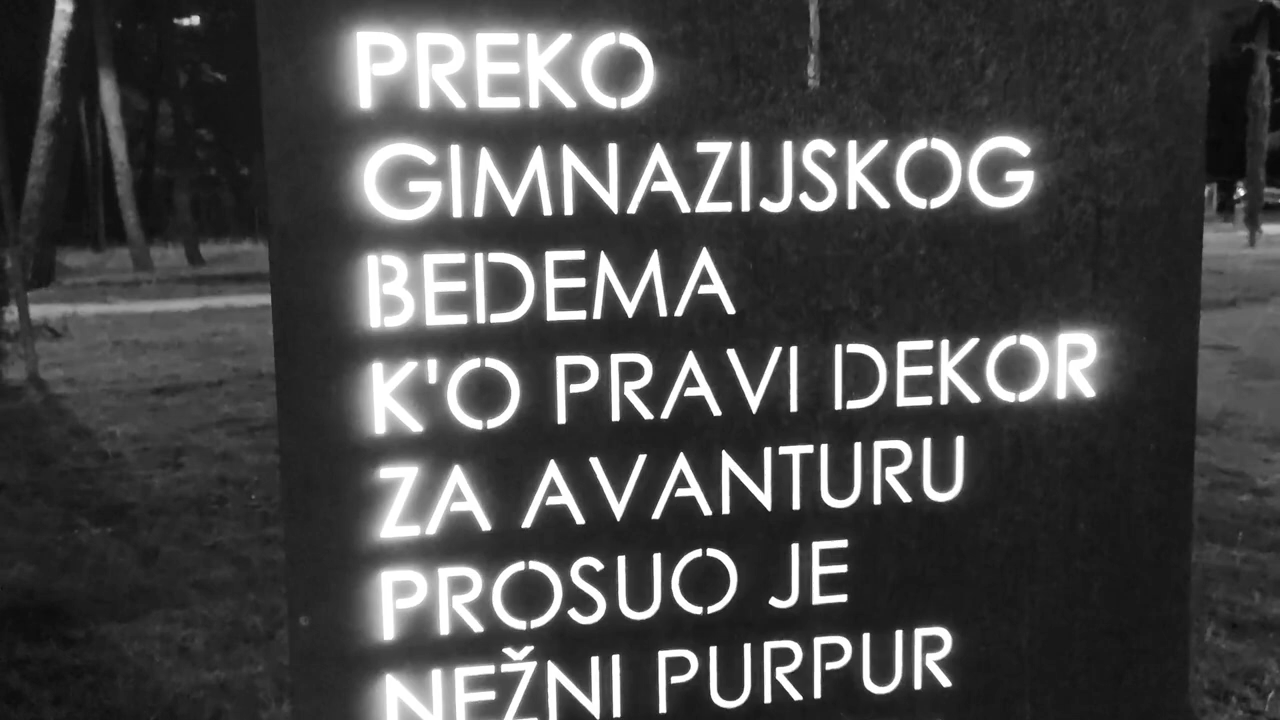 PREKO
GIMNAZIJSKOG
BEDEMA
K'O PRAVI DEKOR
ZA AVANTURU
PROSUO JE
NEŽNI PURPUR